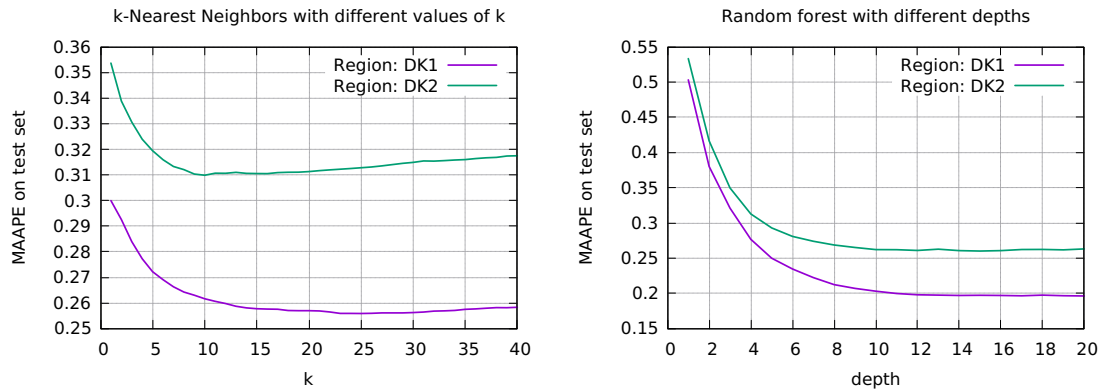 k-Nearest Neighbors with different values of k
MAAPE on test set
0.36
0.35
0.34
0.33
0.32
0.31
0.3
0.29
0.28
0.27
0.26
0.25
Region: DK1
Region: DK2
0 5 10 15 20 25 30 35 40
k
Random forest with different depths
MAAPE on test set
0.55
0.5
0.45
0.4
0.35
0.3
0.25
0.2
0.15
Region: DK1
Region: DK2
0 2 4 6 8 10 12 14 16 18 20
depth